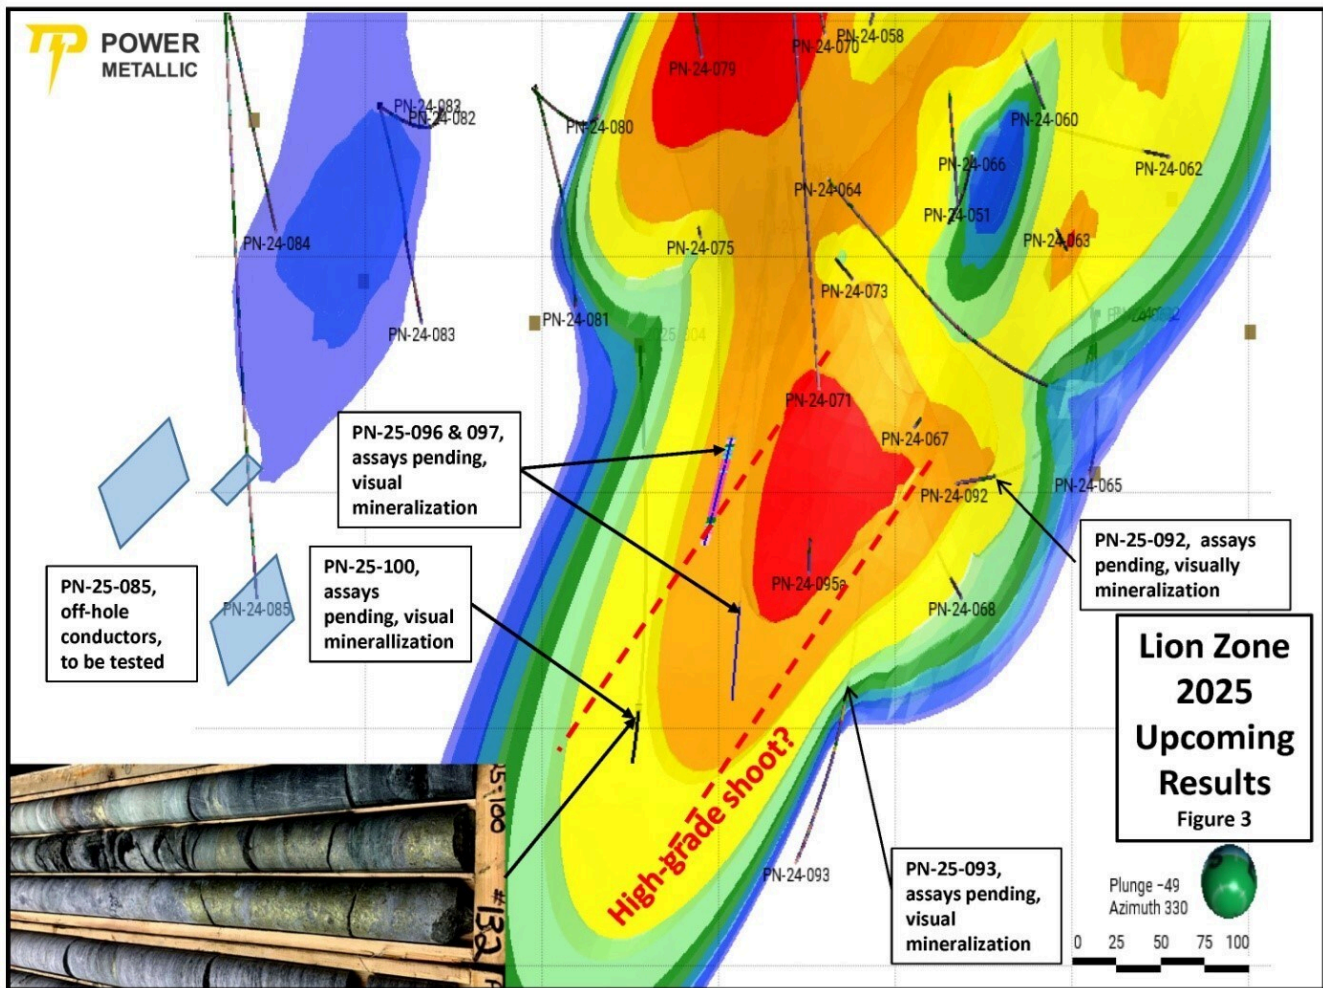 POWER
METALLIC
PN-24-079
PN-24-070
PN-24-058
PN-24-083
PN-24-082
PN-24-080
PN-24-060
PN-24-062
PN-24-066
PN-24-064
PN-24-051
PN-24-084
PN-24-075
PN-24-063
PN-24-073
PN-24-083
PN-24-081
PN-24-071
PN-24-067
PN-24-092
PN-24-065
PN-25-096 & 097,
assays pending,
visual
mineralization
PN-25-092, assays
pending, visually
mineralization
PN-25-100,
assays
pending, visual
minerallization
PN-25-085,
off-hole
conductors,
to be tested
PN-24-085
PN-24-095a
PN-24-068
Lion Zone
2025
Upcoming
Results
Figure 3
High-grade shoot?
PN-24-093
PN-25-093,
assays pending,
visual
mineralization
Plunge -49
Azimuth 330
0 25 50 75 100
25-100
#132